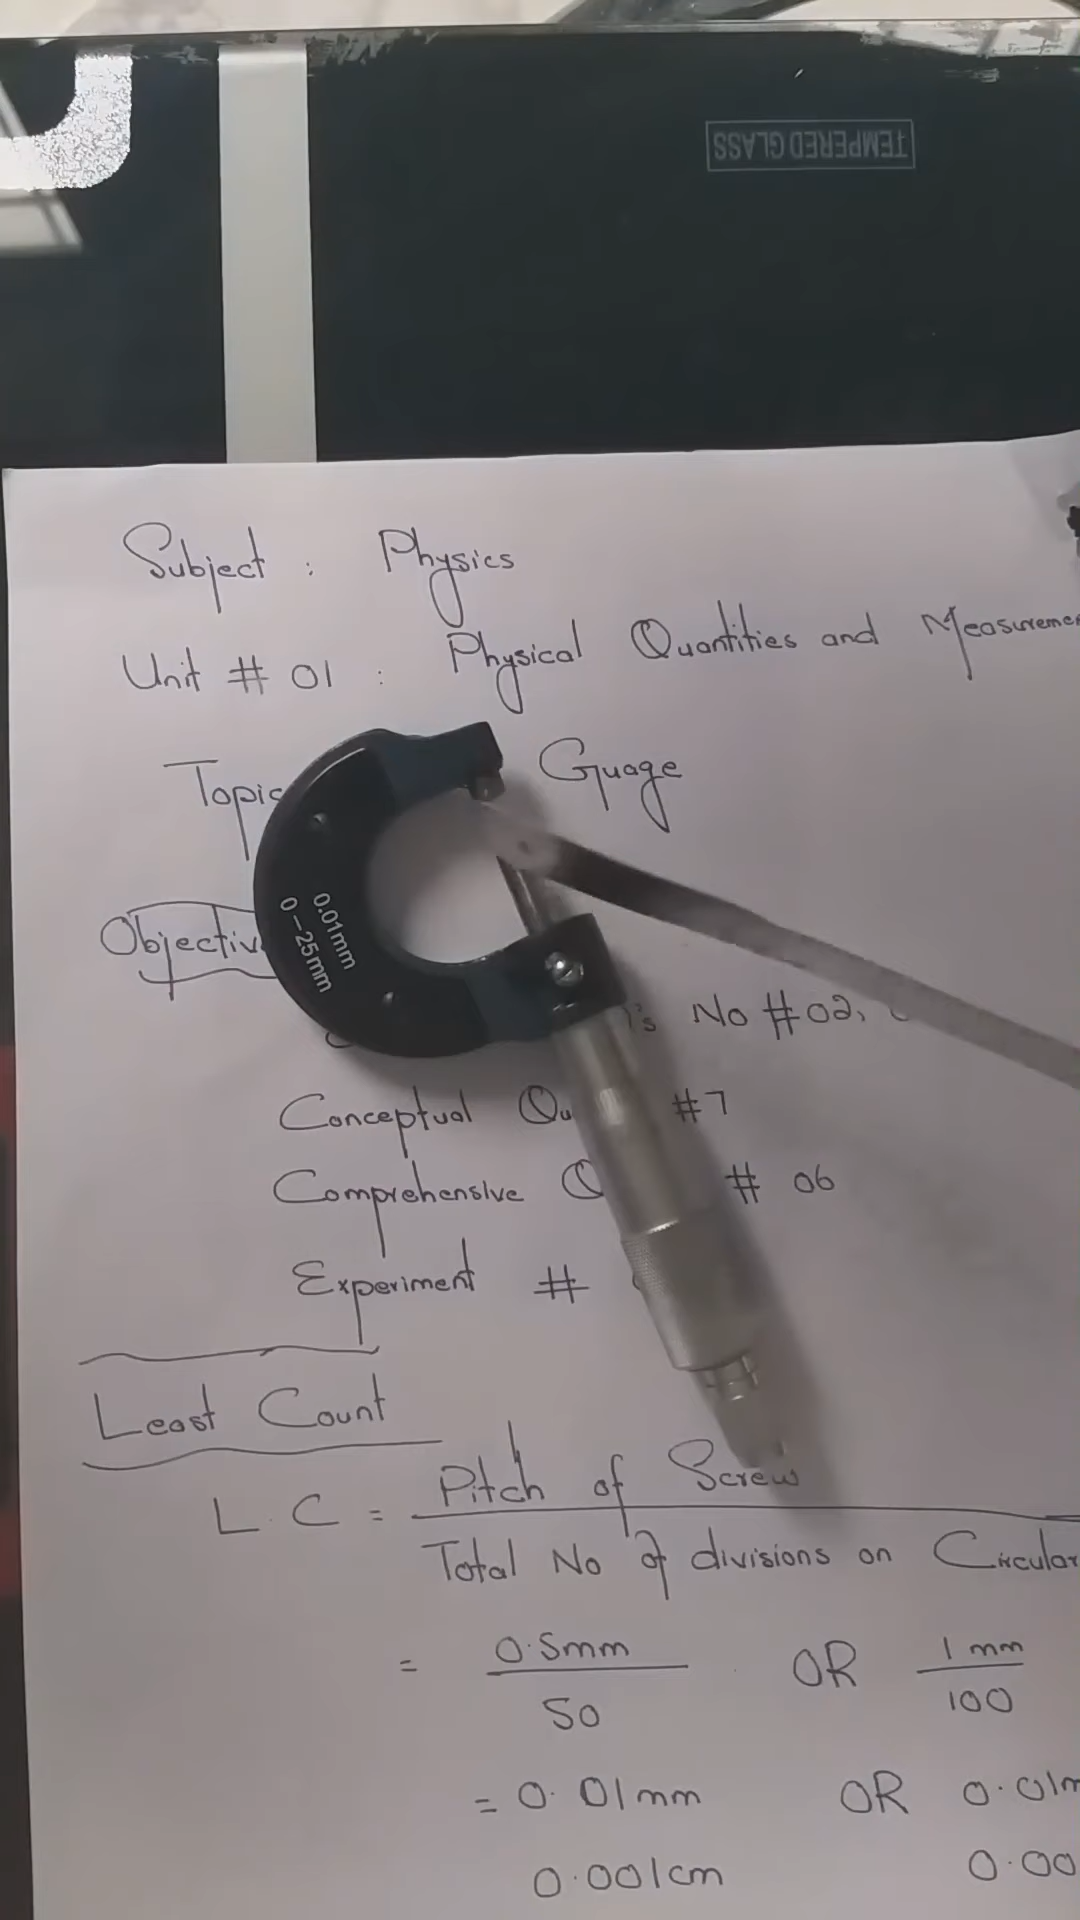 TEMPERED GLASS
Subject : Physics
Unit # 01 : Physical Quantities and
Topic Guage
0.01mm
0-25mm
No #02,
Conceptual #7
Comprehensive # 06
Experiment #
Least Count
L.C = Pitch of Screw
Total No of divisions on Circular
= 0.5mm OR 1 mm
50 100
= 0.01mm OR
0.001cm